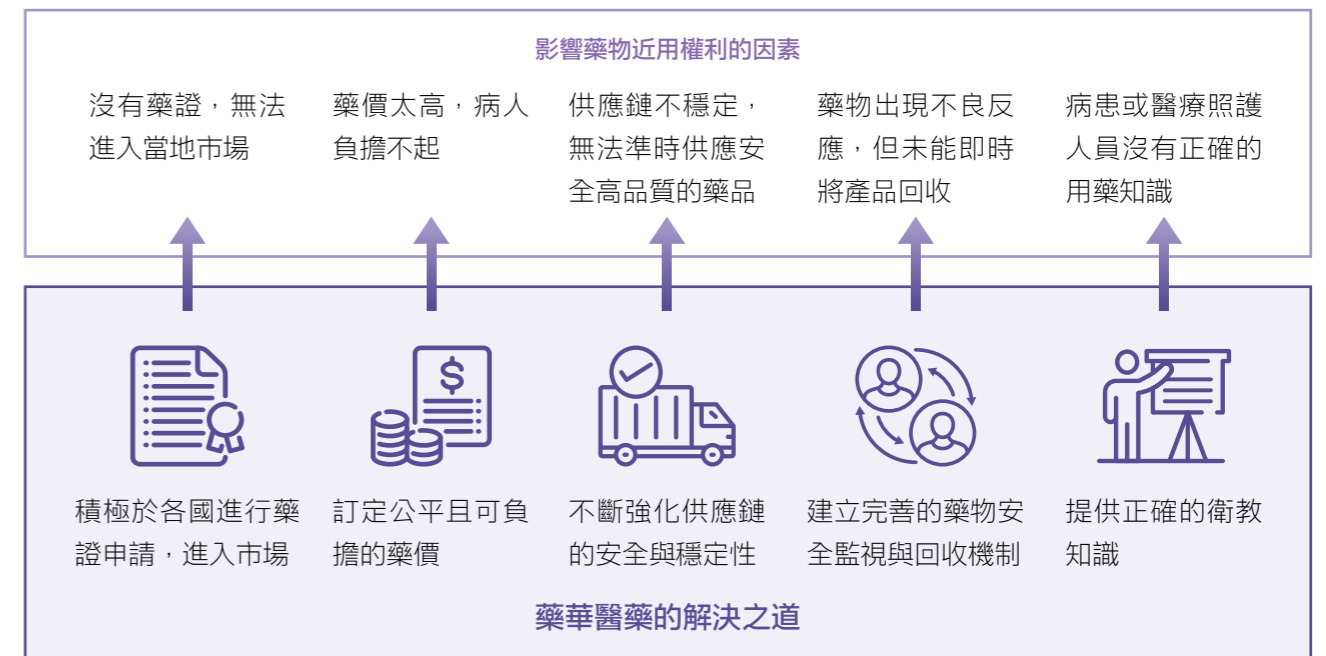 影響藥物近用權利的因素
沒有藥證，無法
進入當地市場
藥價太高，病人
負擔不起
供應鏈不穩定，
無法準時供應安
全高品質的藥品
藥物出現不良反
應，但未能即時
將產品回收
病患或醫療照護
人員沒有正確的
用藥知識
$
積極於各國進行藥
證申請，進入市場
訂定公平且可負
擔的藥價
不斷強化供應鏈
的安全與穩定性
建立完善的藥物安
全監視與回收機制
提供正確的衛教
知識
藥華醫藥的解決之道